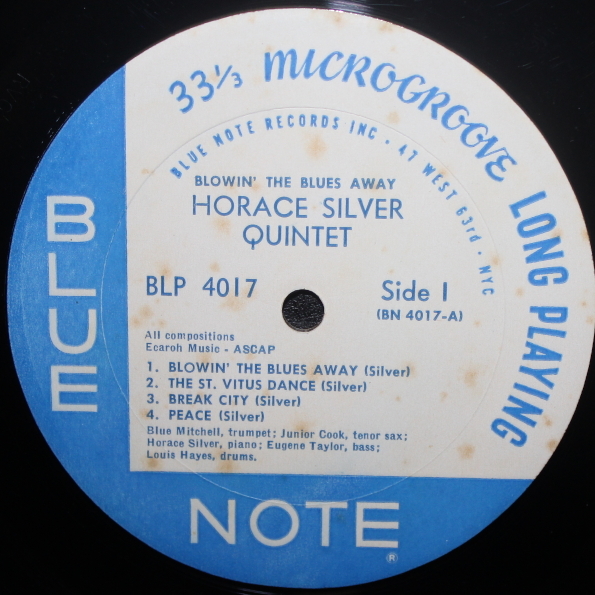 33 1/3 MICROGROOVE LONG PLAYING
BLUE NOTE RECORDS INC · 47 WEST 63rd · NYC
BLOWIN' THE BLUES AWAY
HORACE SILVER
QUINTET
BLP 4017
Side 1
(BN 4017-A)
All compositions
Ecaroh Music - ASCAP
1. BLOWIN' THE BLUES AWAY (Silver)
2. THE ST. VITUS DANCE (Silver)
3. BREAK CITY (Silver)
4. PEACE (Silver)
Blue Mitchell, trumpet; Junior Cook, tenor sax;
Horace Silver, piano; Eugene Taylor, bass;
Louis Hayes, drums.
BLUE
NOTE®